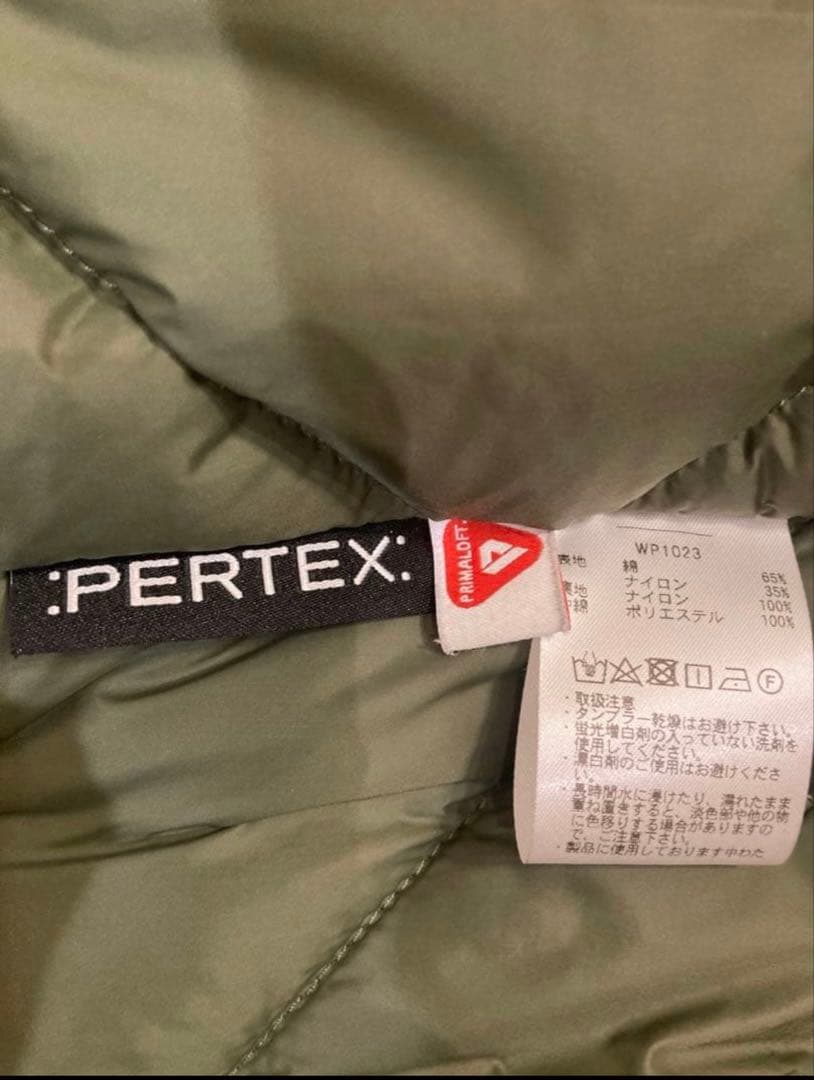 :PERTEX:
PRIMALOFT
WP1023
表地 綿 65%
ナイロン 35%
裏地 ナイロン 100%
中綿 ポリエステル 100%
F
・取扱注意
・タンブラー乾燥はお避け下さい。
・蛍光増白剤の入っていない洗剤を
使用してください。
・漂白剤のご使用はお避けくださ
い。
・長時間水に浸けたり、濡れたまま
重ね置きすると、淡色部や他の物
に色移りする場合がありますの
で、ご注意下さい。
・製品に使用しております中わた